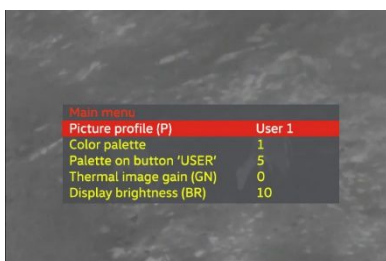 Main menu
Picture profile (P) User 1
Color palette 1
Palette on button 'USER' 5
Thermal image gain (GN) 0
Display brightness (BR) 10